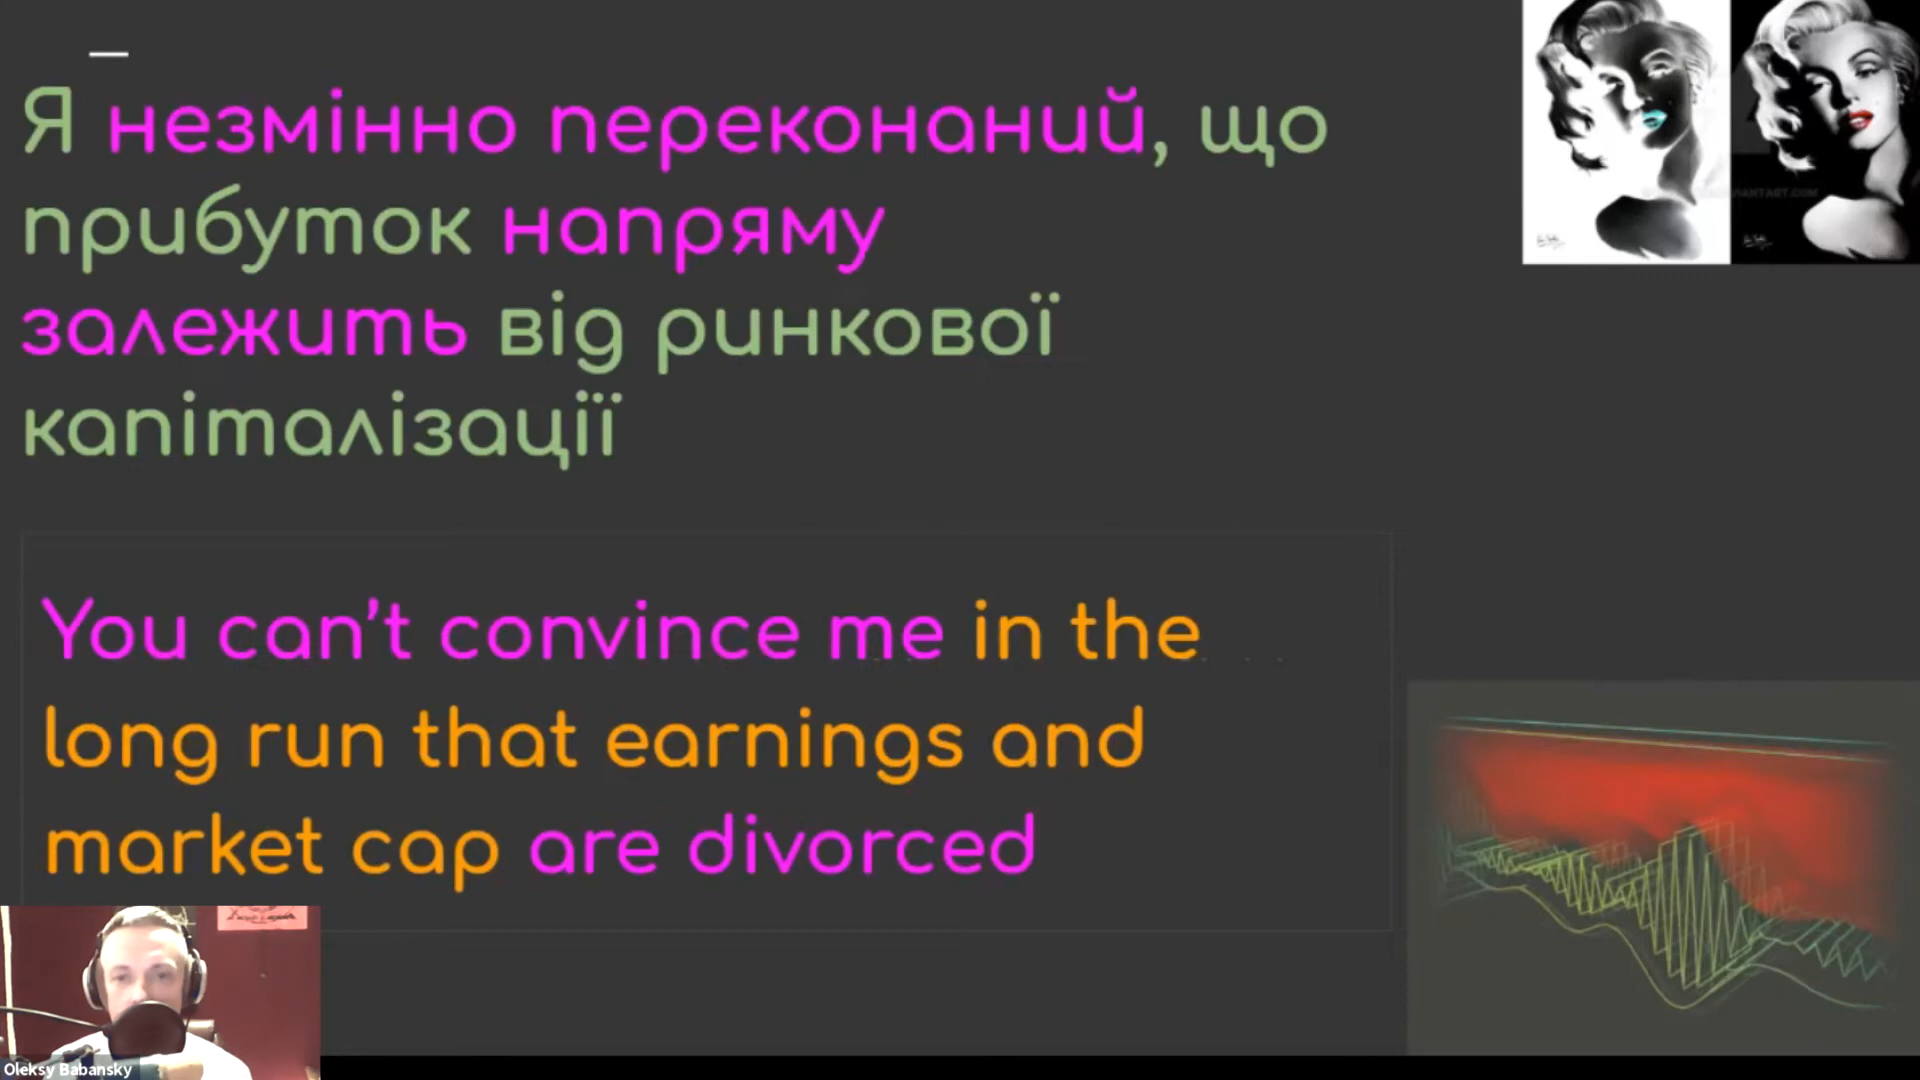 Я незмінно переконаний, що
прибуток напряму
залежить від ринкової
капіталізації
You can’t convince me in the
long run that earnings and
market cap are divorced
Oleksy Babansky